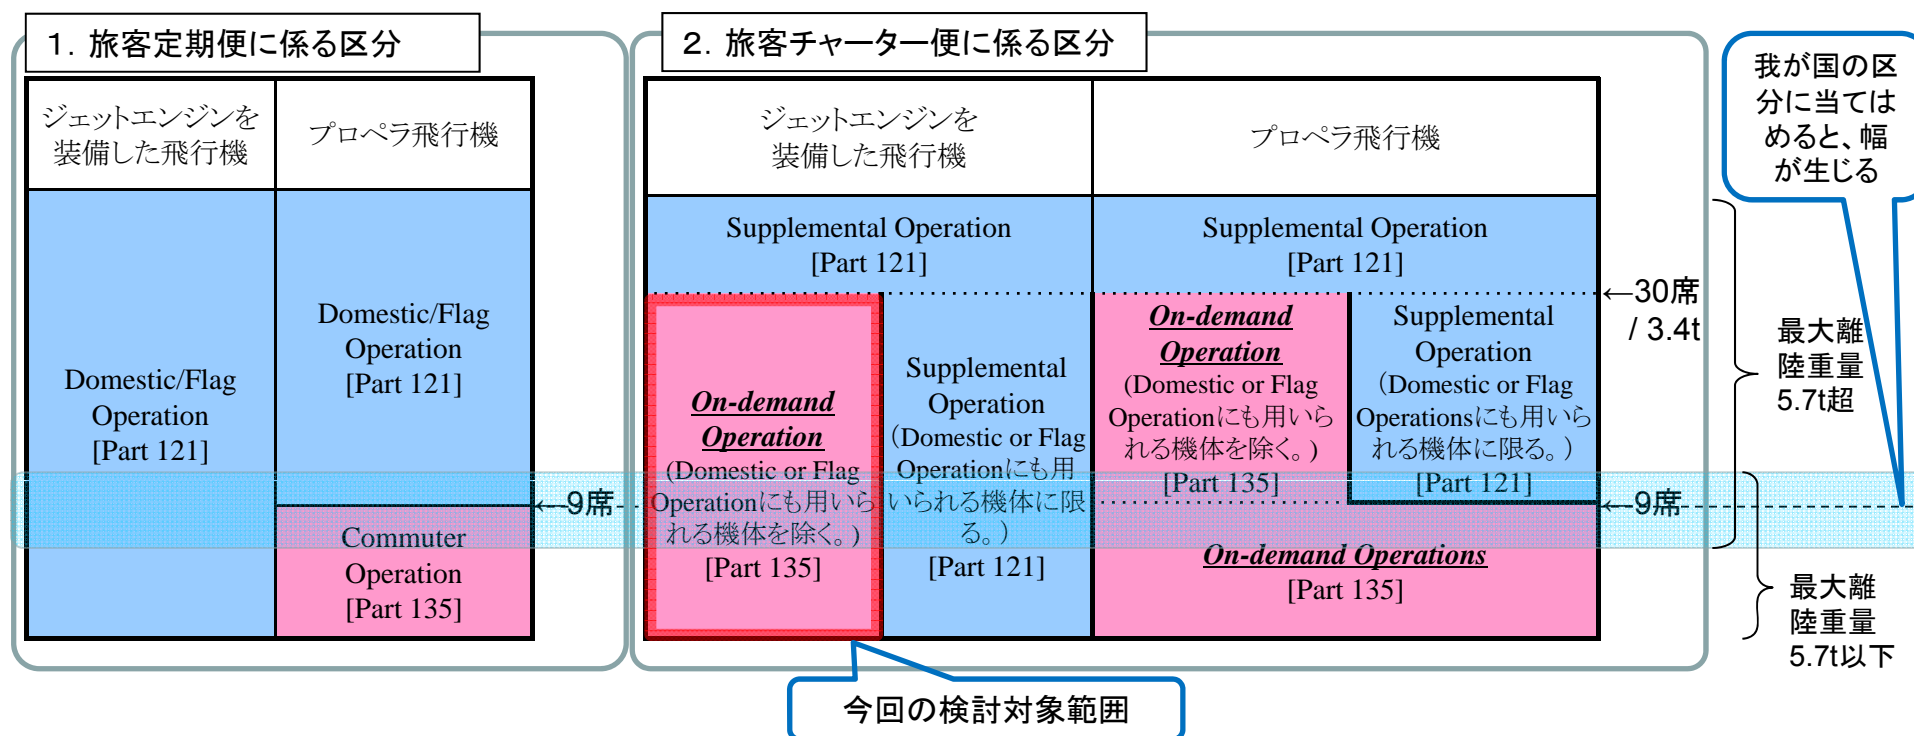 1. 旅客定期便に係る区分
ジェットエンジンを
装備した飛行機
プロペラ飛行機
Domestic/Flag
Operation
[Part 121]
Domestic/Flag
Operation
[Part 121]
←9席
Commuter
Operation
[Part 135]
2. 旅客チャーター便に係る区分
ジェットエンジンを
装備した飛行機
プロペラ飛行機
Supplemental Operation
[Part 121]
Supplemental Operation
[Part 121]
On-demand
Operation
(Domestic or Flag
Operationにも用いら
れる機体を除く。)
[Part 135]
Supplemental
Operation
(Domestic or Flag
Operationにも用
いられる機体に限
る。)
[Part 121]
On-demand
Operation
(Domestic or Flag
Operationにも用いら
れる機体を除く。)
[Part 135]
Supplemental
Operation
(Domestic or Flag
Operationsにも用いら
れる機体に限る。)
[Part 121]
On-demand Operations
[Part 135]
←30席
/ 3.4t
←9席
最大離
陸重量
5.7t超
最大離
陸重量
5.7t以下
我が国の区
分に当ては
めると、幅
が生じる
今回の検討対象範囲